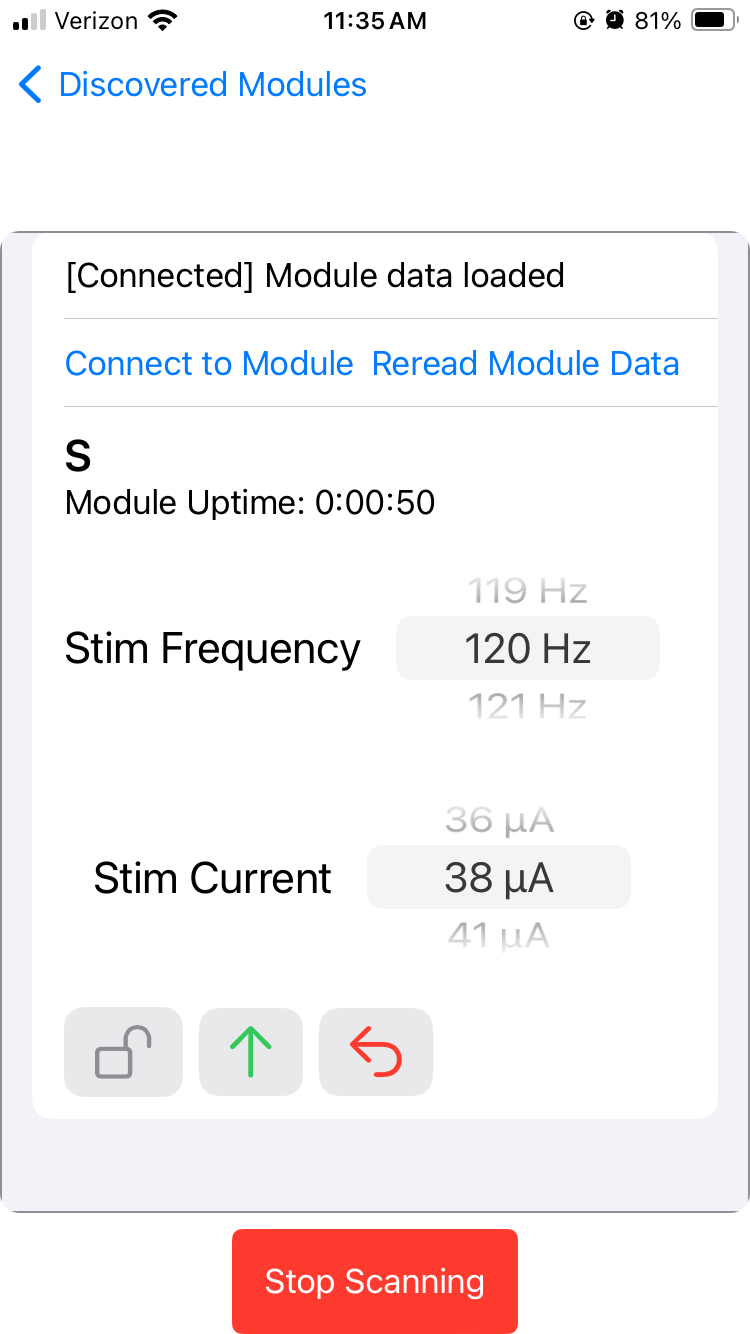 Verizon 11:35 AM 81%
Discovered Modules
[Connected] Module data loaded
Connect to Module Reread Module Data
S
Module Uptime: 0:00:50
119 Hz
Stim Frequency 120 Hz
121 Hz
36 µA
Stim Current 38 µA
41 µA
Stop Scanning